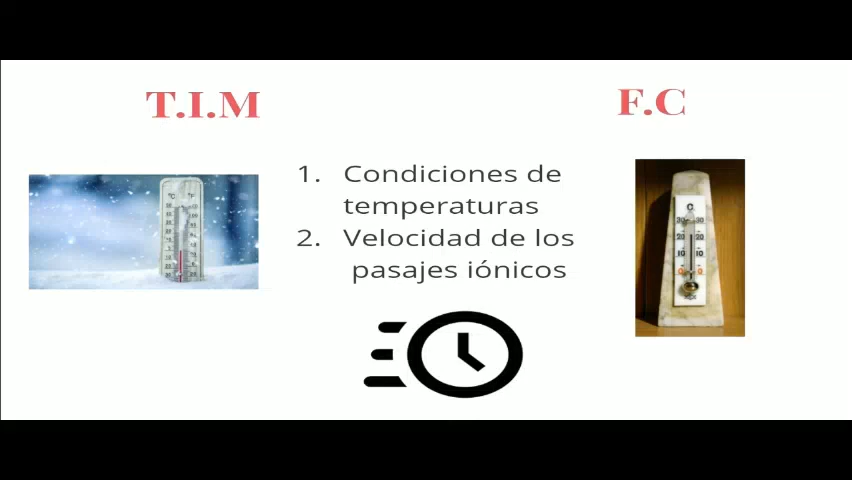 T.I.M
F.C
1. Condiciones de
temperaturas
2. Velocidad de los
pasajes iónicos